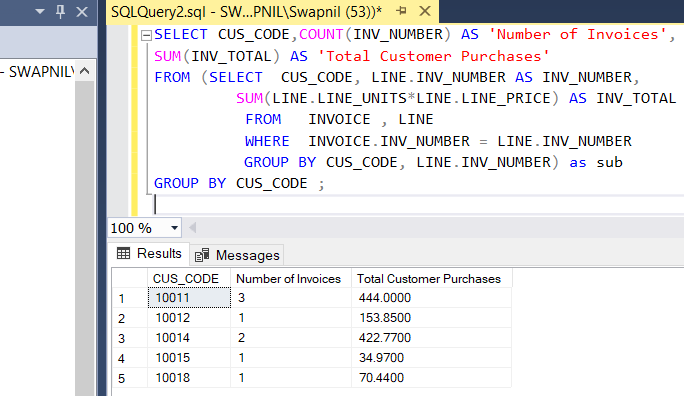 SQLQuery2.sql - SW...PNIL\Swapnil (53))*
- SWAPNIL\
SELECT CUS_CODE,COUNT(INV_NUMBER) AS 'Number of Invoices',
SUM(INV_TOTAL) AS 'Total Customer Purchases'
FROM (SELECT  CUS_CODE, LINE.INV_NUMBER AS INV_NUMBER,
SUM(LINE.LINE_UNITS*LINE.LINE_PRICE) AS INV_TOTAL
FROM   INVOICE , LINE
WHERE  INVOICE.INV_NUMBER = LINE.INV_NUMBER
GROUP BY CUS_CODE, LINE.INV_NUMBER) as sub
GROUP BY CUS_CODE ;
100 %
Results Messages
CUS_CODE Number of Invoices Total Customer Purchases
1 10011 3 444.0000
2 10012 1 153.8500
3 10014 2 422.7700
4 10015 1 34.9700
5 10018 1 70.4400